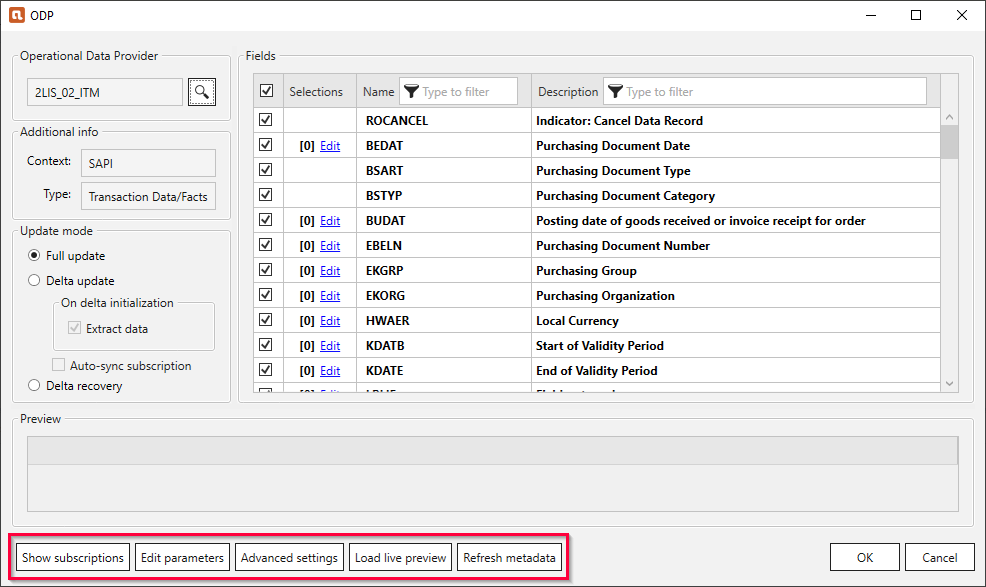 ODP
Operational Data Provider
2LIS_02_ITM
Additional info
Context: SAPI
Type: Transaction Data/Facts
Update mode
Full update
Delta update
On delta initialization
Extract data
Auto-sync subscription
Delta recovery
Fields
Selections Name Type to filter Description Type to filter
ROCANCEL Indicator: Cancel Data Record
[0] Edit BEDAT Purchasing Document Date
BSART Purchasing Document Type
BSTYP Purchasing Document Category
[0] Edit BUDAT Posting date of goods received or invoice receipt for order
[0] Edit EBELN Purchasing Document Number
[0] Edit EKGRP Purchasing Group
[0] Edit EKORG Purchasing Organization
[0] Edit HWAER Local Currency
[0] Edit KDATB Start of Validity Period
[0] Edit KDATE End of Validity Period
Preview
Show subscriptions Edit parameters Advanced settings Load live preview Refresh metadata OK Cancel